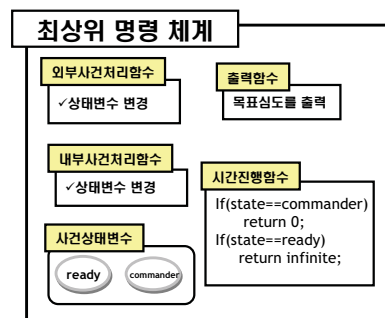 최상위 명령 체계
외부사건처리함수
✓상태변수 변경
출력함수
목표심도를 출력
내부사건처리함수
✓상태변수 변경
시간진행함수
If(state==commander)
return 0;
If(state==ready)
return infinite;
사건상태변수
ready
commander